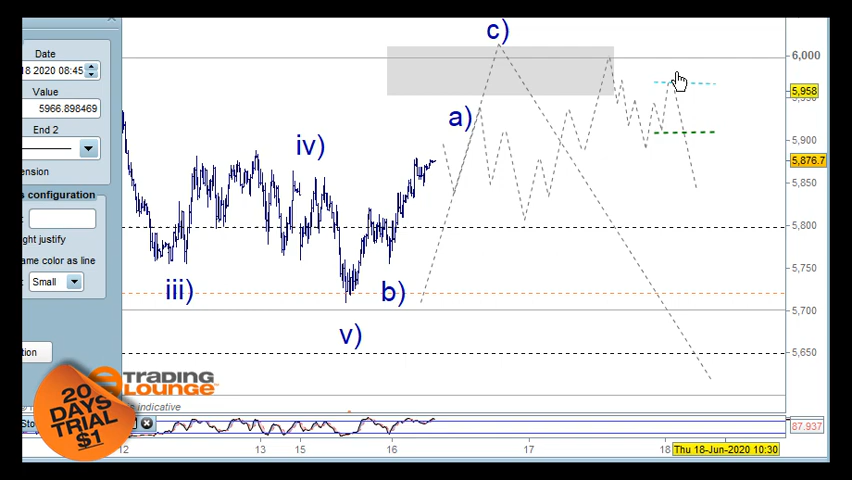 Date
18 2020 08:45
Value
5966.898469
End 2
ension
s configuration
:
ght justify
ame color as line
: Small
tion
TRADING
LOUNGE
s indicative
20
DAYS
TRIAL
$1
Sto
c)
a)
iv)
iii)
b)
v)
6,000
5,958
5,900
5,876.7
5,850
5,800
5,750
5,700
5,650
87.937
12
13
15
16
17
18
Thu 18-Jun-2020 10:30